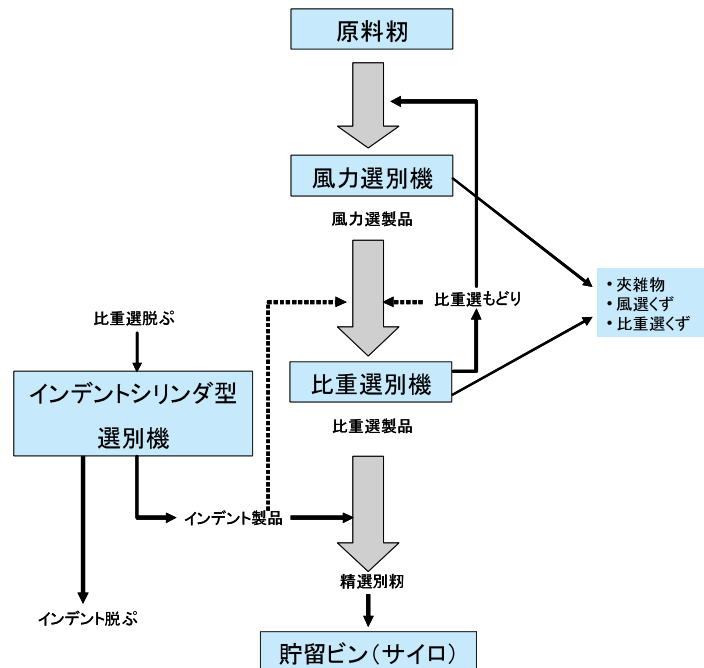 原料籾
風力選別機
風力選製品
比重選もどり
・夾雑物
・風選くず
・比重選くず
比重選脱ぷ
インデントシリンダ型
選別機
比重選別機
比重選製品
インデント製品
精選別籾
インデント脱ぷ
貯留ビン(サイロ)